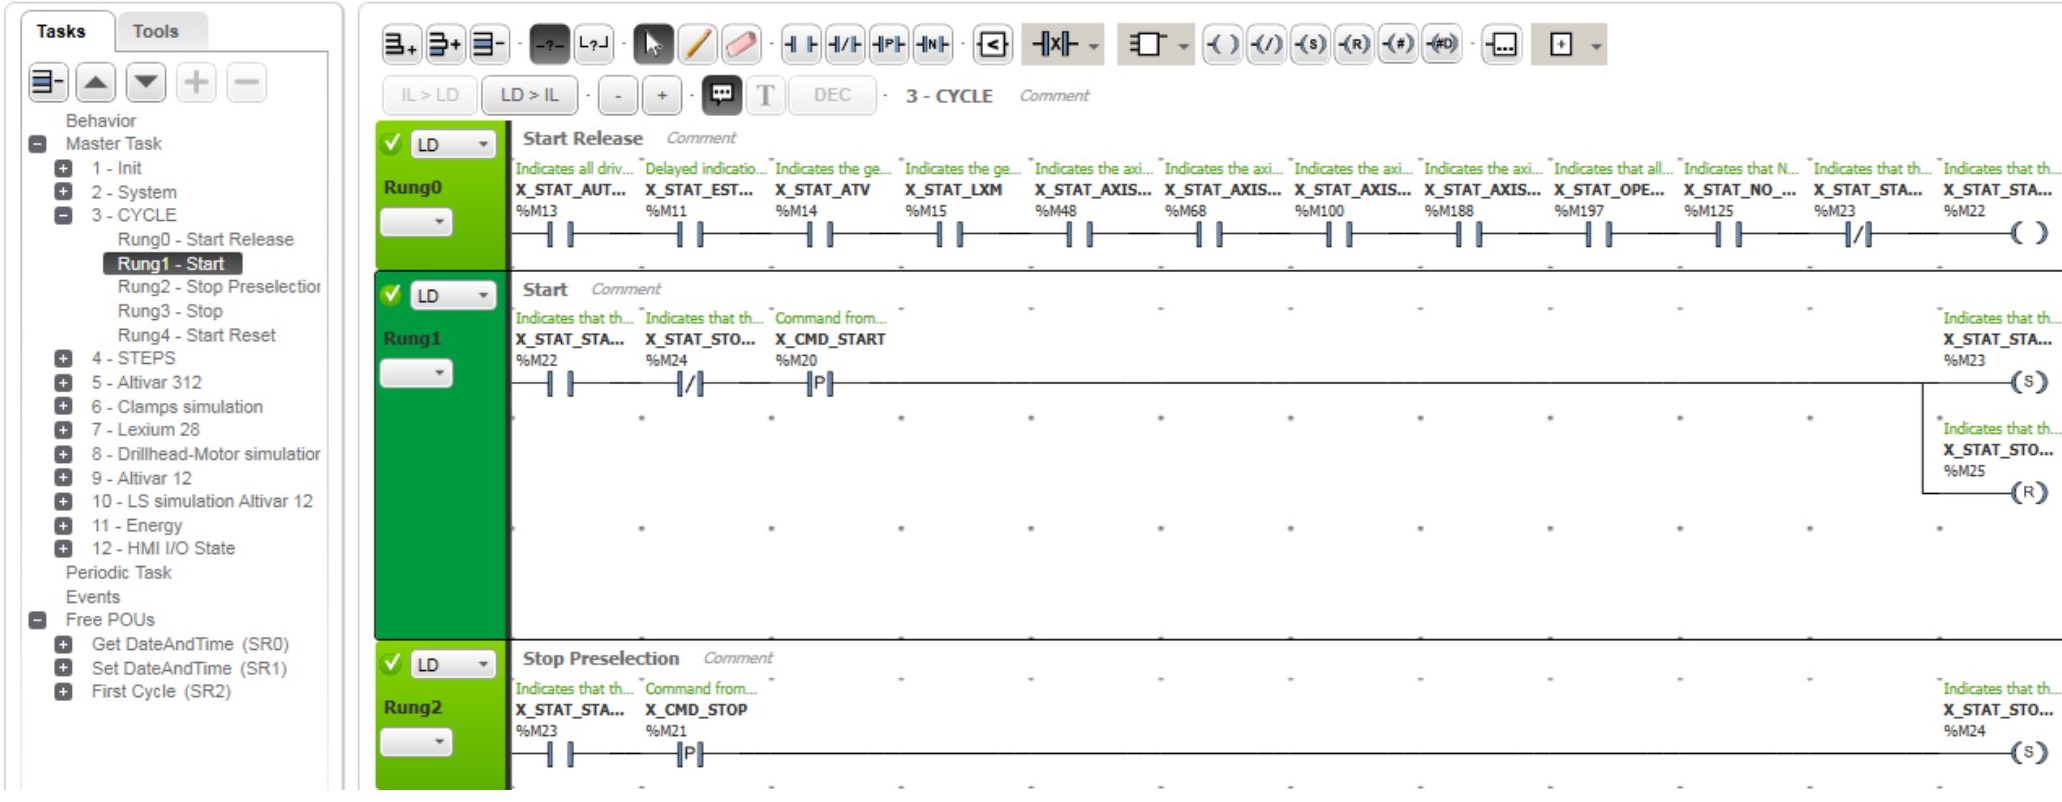 Tasks Tools
Behavior
Master Task
1 - Init
2 - System
3 - CYCLE
Rung0 - Start Release
Rung1 - Start
Rung2 - Stop Preselection
Rung3 - Stop
Rung4 - Start Reset
4 - STEPS
5 - Altivar 312
6 - Clamps simulation
7 - Lexium 28
8 - Drillhead-Motor simulation
9 - Altivar 12
10 - LS simulation Altivar 12
11 - Energy
12 - HMI I/O State
Periodic Task
Events
Free POUs
Get DateAndTime (SR0)
Set DateAndTime (SR1)
First Cycle (SR2)
-?- L?┘ P N < X ( ) (/) (S) (R) (#) (#D) ... +
IL > LD LD > IL - + T DEC 3 - CYCLE Comment
LD Start Release Comment
Rung0
Indicates all driv... Delayed indicatio... Indicates the ge... Indicates the ge... Indicates the axi... Indicates the axi... Indicates the axi... Indicates the axi... Indicates that all... Indicates that N... Indicates that th... Indicates that th...
X_STAT_AUT... X_STAT_EST... X_STAT_ATV X_STAT_LXM X_STAT_AXIS... X_STAT_AXIS... X_STAT_AXIS... X_STAT_AXIS... X_STAT_OPE... X_STAT_NO_... X_STAT_STA... X_STAT_STA...
%M13 %M11 %M14 %M15 %M48 %M68 %M100 %M188 %M197 %M125 %M23 %M22
/ ( )
LD Start Comment
Rung1
Indicates that th... Indicates that th... Command from... Indicates that th...
X_STAT_STA... X_STAT_STO... X_CMD_START X_STAT_STA...
%M22 %M24 %M20 %M23
/ P (S)
Indicates that th...
X_STAT_STO...
%M25
(R)
LD Stop Preselection Comment
Rung2
Indicates that th... Command from... Indicates that th...
X_STAT_STA... X_CMD_STOP X_STAT_STO...
%M23 %M21 %M24
P (S)